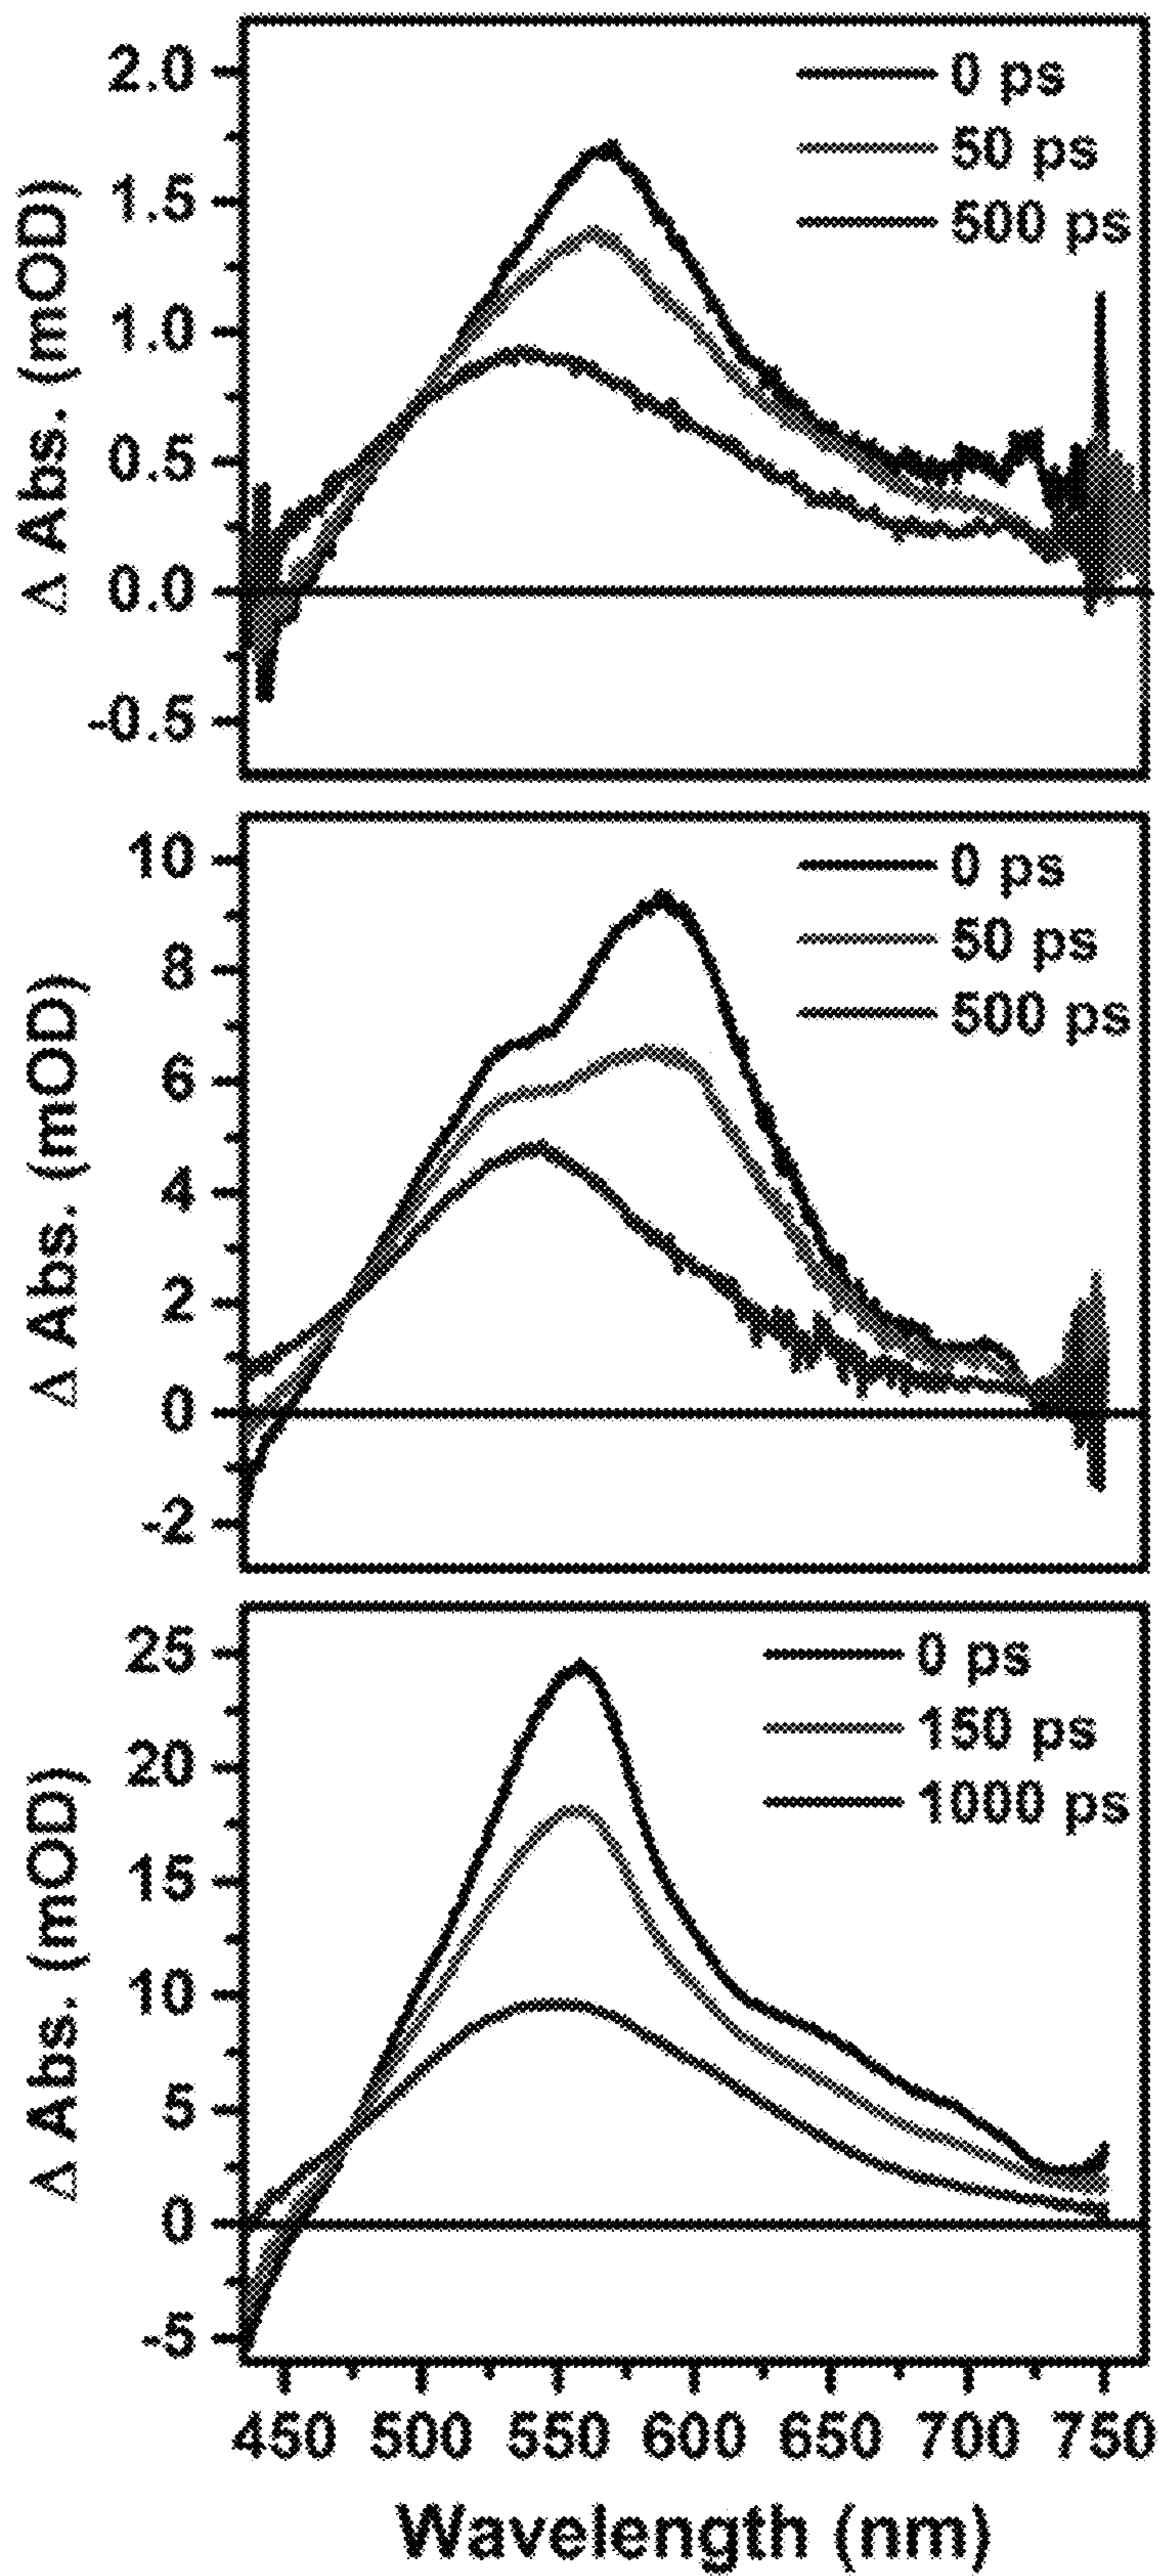 Δ Abs. (mOD)
2.0
1.5
1.0
0.5
0.0
-0.5
0 ps
50 ps
500 ps
Δ Abs. (mOD)
10
8
6
4
2
0
-2
0 ps
50 ps
500 ps
Δ Abs. (mOD)
25
20
15
10
5
0
-5
0 ps
150 ps
1000 ps
450 500 550 600 650 700 750
Wavelength (nm)